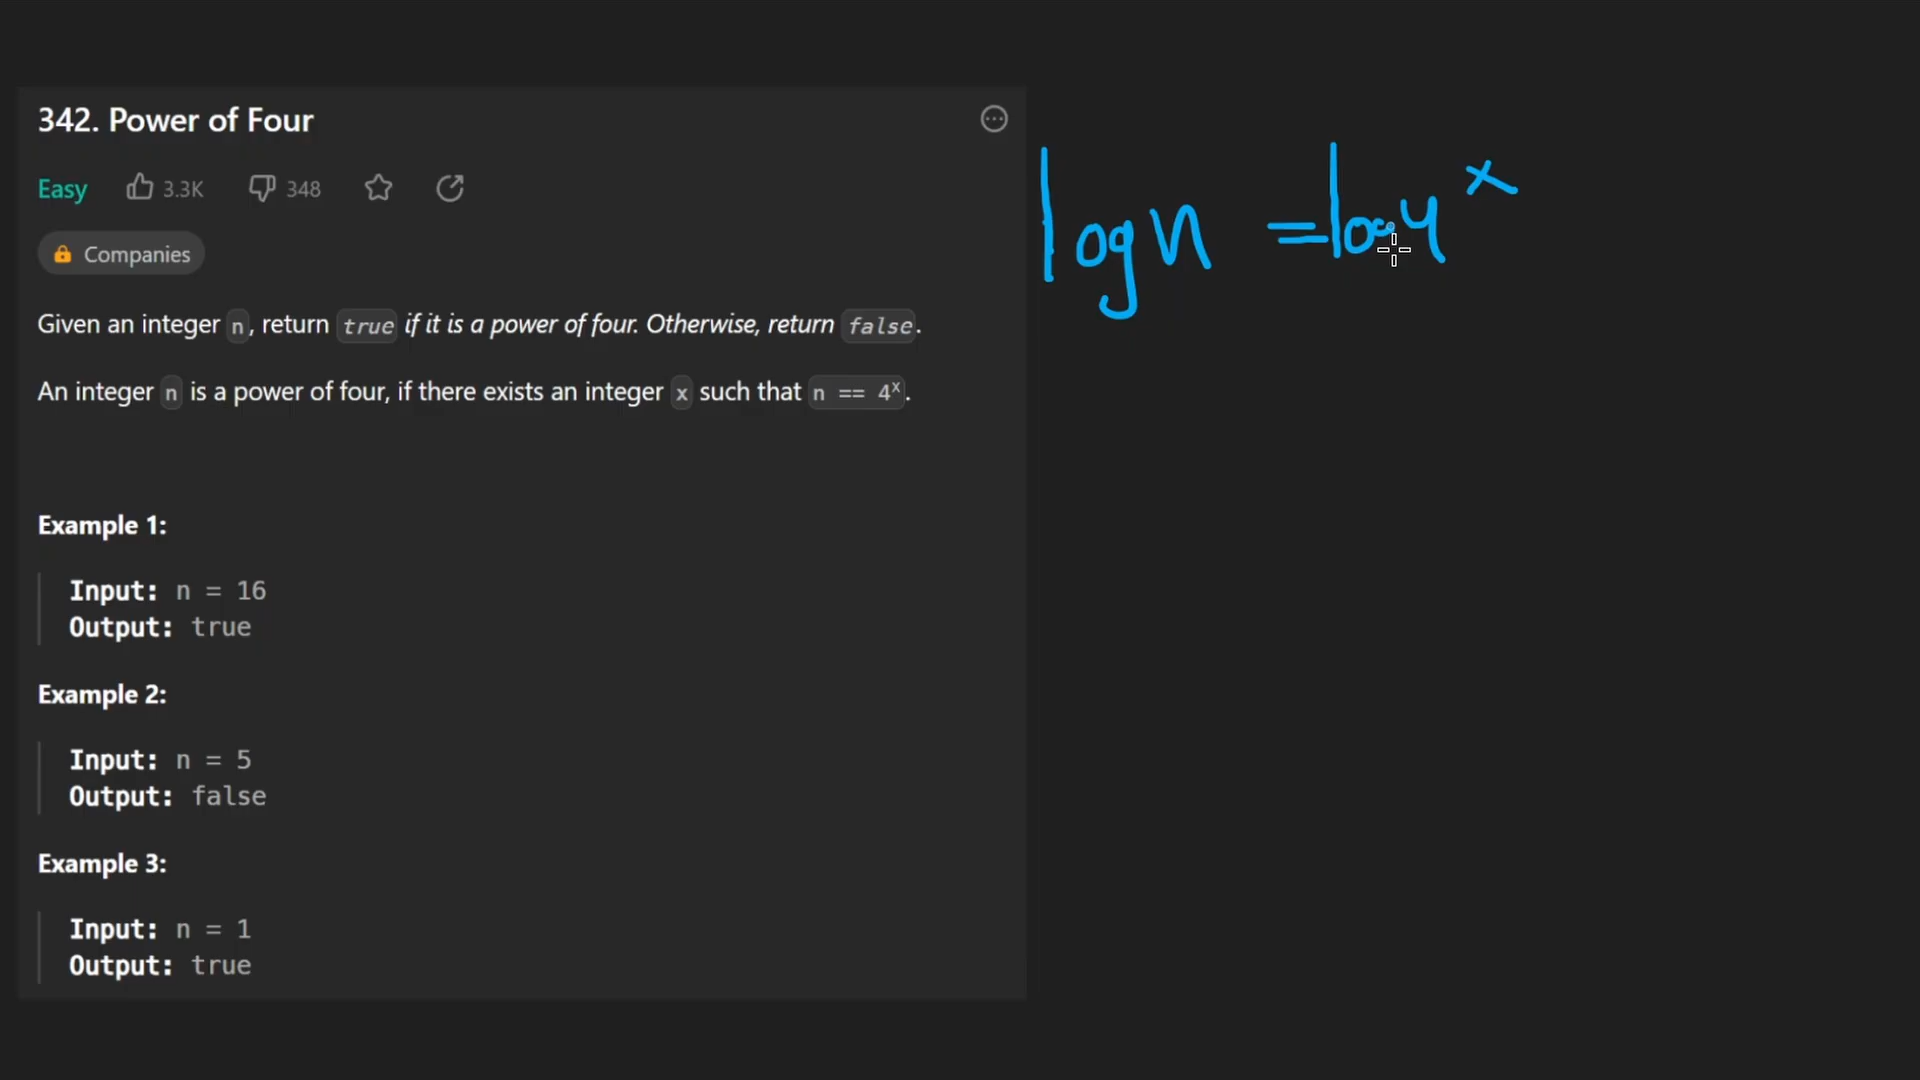 342. Power of Four
Easy 3.3K 348
Companies
Given an integer n, return true if it is a power of four. Otherwise, return false.
An integer n is a power of four, if there exists an integer x such that n == 4ˣ.
Example 1:
Input: n = 16
Output: true
Example 2:
Input: n = 5
Output: false
Example 3:
Input: n = 1
Output: true
log n = log 4ˣ